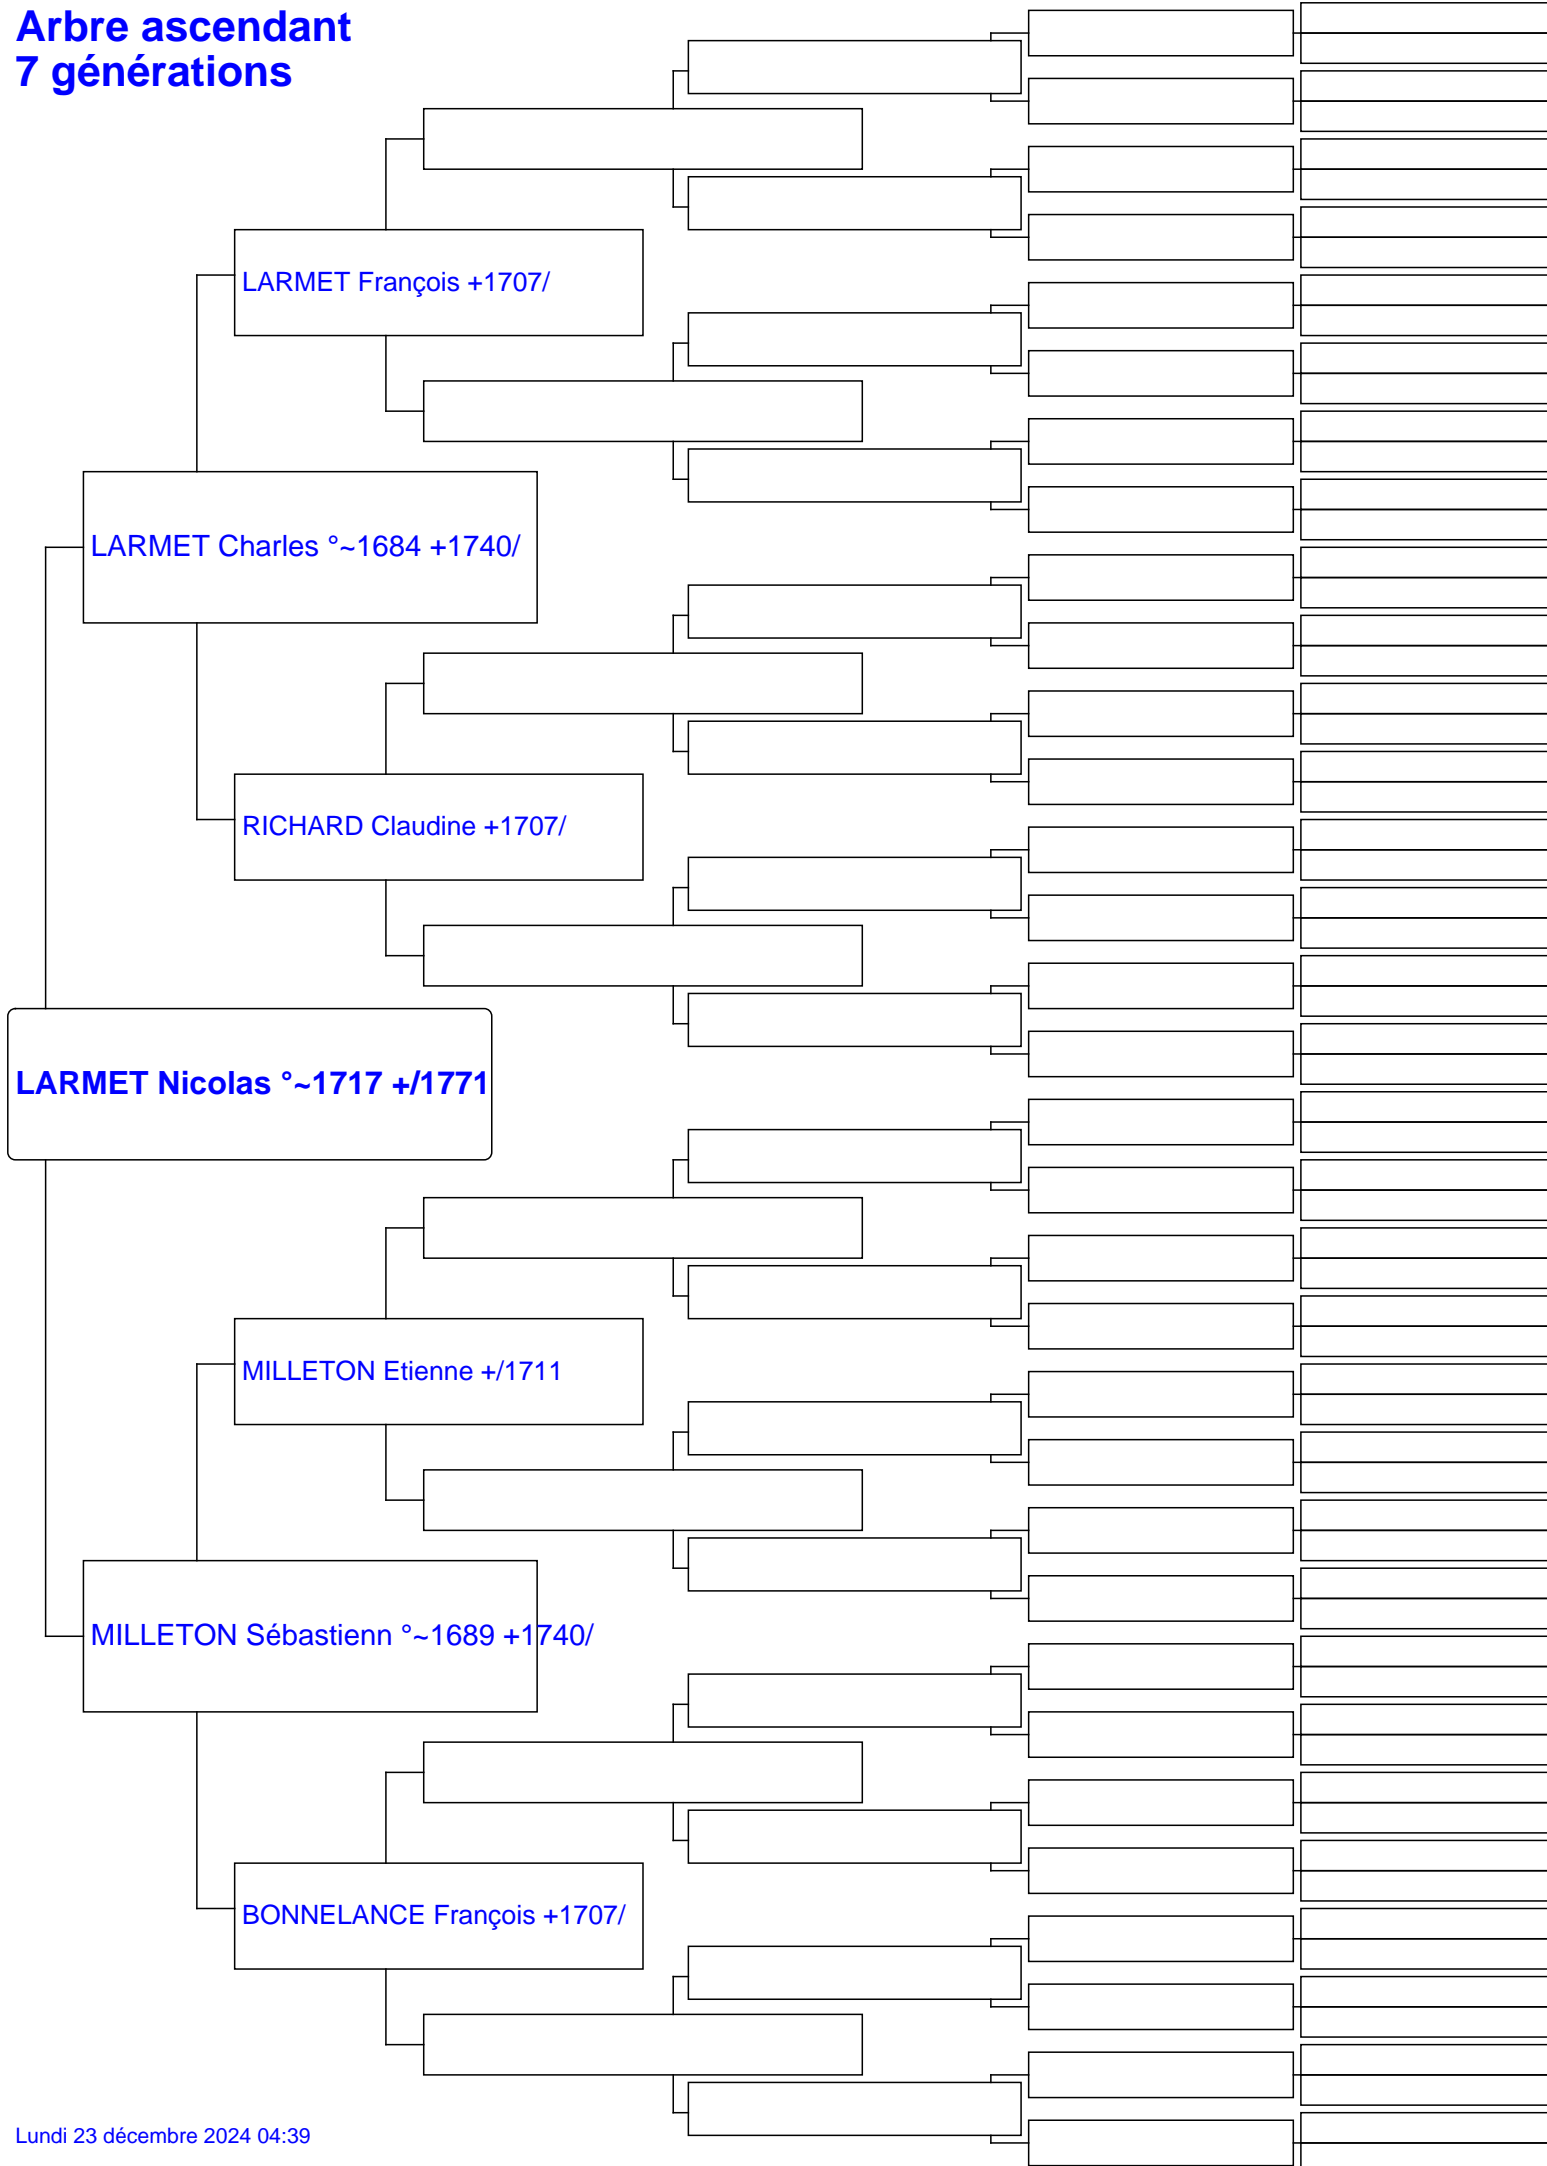 Arbre ascendant
7 générations
LARMET François +1707/
LARMET Charles °~1684 +1740/
RICHARD Claudine +1707/
LARMET Nicolas °~1717 +/1771
MILLETON Etienne +/1711
MILLETON Sébastienn °~1689 +1740/
BONNELANCE François +1707/
Lundi 23 décembre 2024 04:39